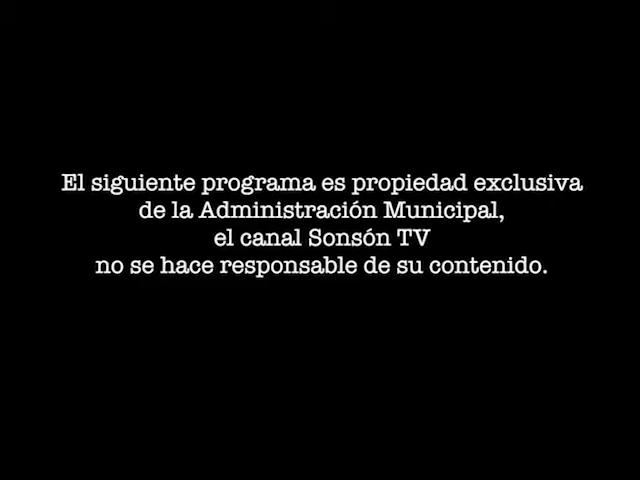 El siguiente programa es propiedad exclusiva
de la Administración Municipal,
el canal Sonsón TV
no se hace responsable de su contenido.